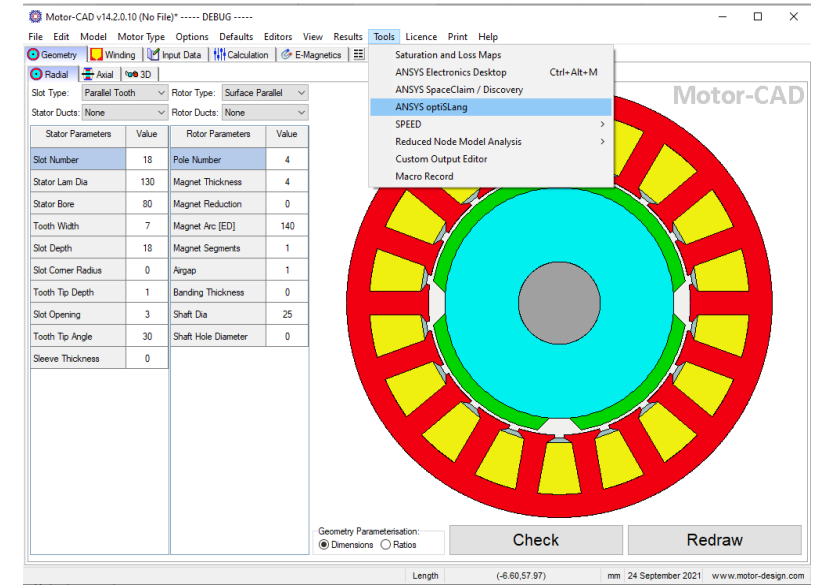 Motor-CAD v14.2.0.10 (No File)* ----- DEBUG -----
File Edit Model Motor Type Options Defaults Editors View Results Tools Licence Print Help
Geometry Winding Input Data Calculation E-Magnetics
Radial Axial 3D
Slot Type: Parallel Tooth Rotor Type: Surface Parallel
Stator Ducts: None Rotor Ducts: None
Saturation and Loss Maps
ANSYS Electronics Desktop Ctrl+Alt+M
ANSYS SpaceClaim / Discovery
ANSYS optiSLang
SPEED
Reduced Node Model Analysis
Custom Output Editor
Macro Record
Motor-CAD
Stator Parameters Value Rotor Parameters Value
Slot Number 18 Pole Number 4
Stator Lam Dia 130 Magnet Thickness 4
Stator Bore 80 Magnet Reduction 0
Tooth Width 7 Magnet Arc [ED] 140
Slot Depth 18 Magnet Segments 1
Slot Corner Radius 0 Airgap 1
Tooth Tip Depth 1 Banding Thickness 0
Slot Opening 3 Shaft Dia 25
Tooth Tip Angle 30 Shaft Hole Diameter 0
Sleeve Thickness 0
Geometry Parameterisation:
Dimensions Ratios
Check Redraw
Length (-6.60,57.97) mm 24 September 2021 www.motor-design.com